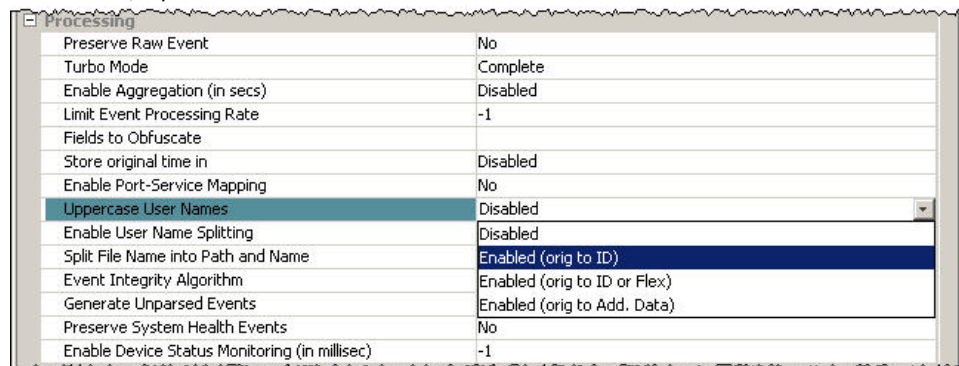 Processing
Preserve Raw Event No
Turbo Mode Complete
Enable Aggregation (in secs) Disabled
Limit Event Processing Rate -1
Fields to Obfuscate
Store original time in Disabled
Enable Port-Service Mapping No
Uppercase User Names Disabled
Enable User Name Splitting Disabled
Split File Name into Path and Name Enabled (orig to ID)
Event Integrity Algorithm Enabled (orig to ID or Flex)
Generate Unparsed Events Enabled (orig to Add. Data)
Preserve System Health Events No
Enable Device Status Monitoring (in millisec) -1